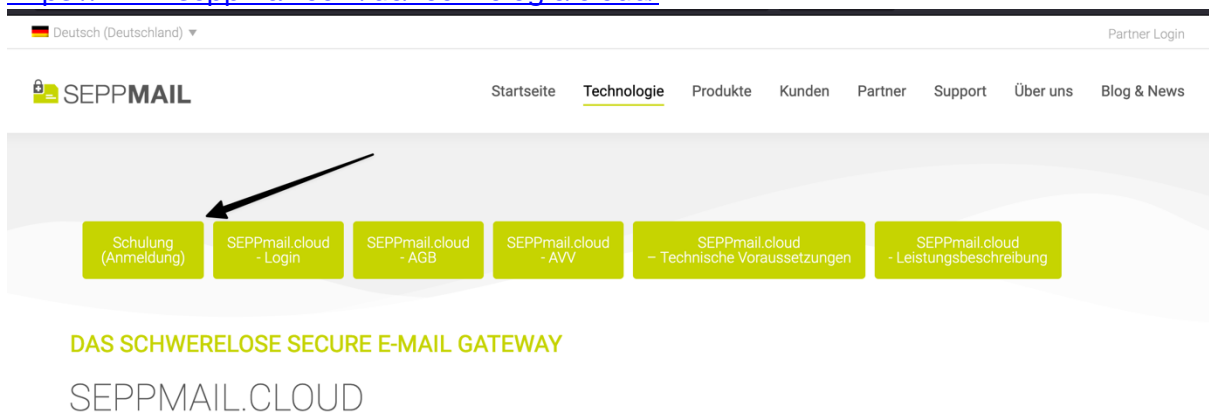 Deutsch (Deutschland) ▼
Partner Login
SEPPMAIL
Startseite Technologie Produkte Kunden Partner Support Über uns Blog & News
Schulung
(Anmeldung)
SEPPmail.cloud
- Login
SEPPmail.cloud
- AGB
SEPPmail.cloud
- AVV
SEPPmail.cloud
– Technische Voraussetzungen
SEPPmail.cloud
- Leistungsbeschreibung
DAS SCHWERELOSE SECURE E-MAIL GATEWAY
SEPPMAIL.CLOUD